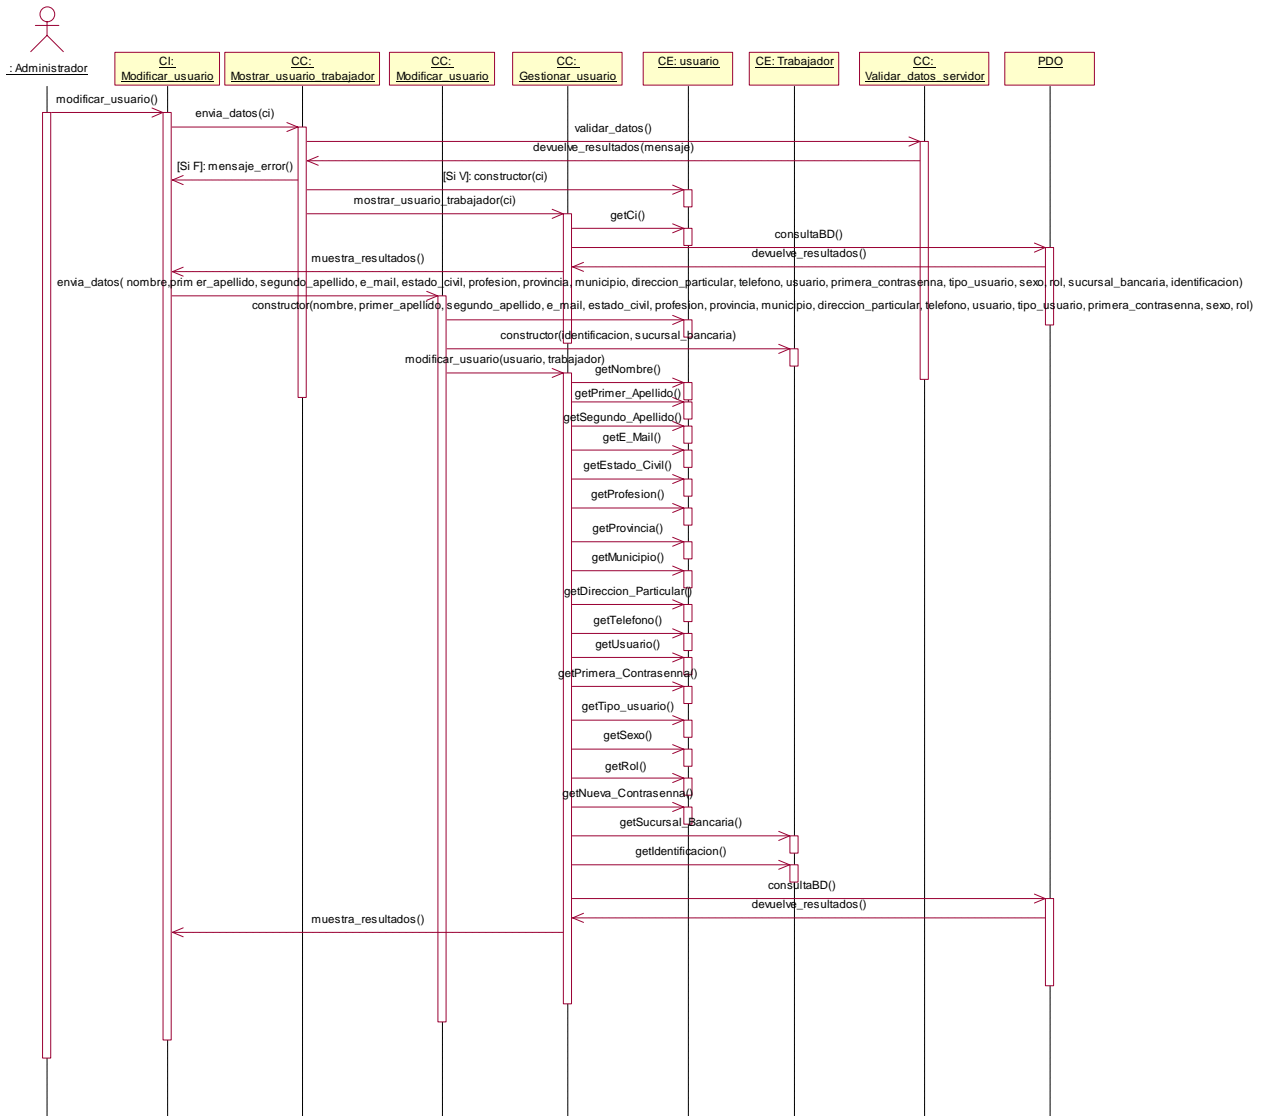 : Administrador
CI:
Modificar_usuario
CC:
Mostrar_usuario_trabajador
CC:
Modificar_usuario
CC:
Gestionar_usuario
CE: usuario
CE: Trabajador
CC:
Validar_datos_servidor
PDO
modificar_usuario()
envia_datos(ci)
validar_datos()
devuelve_resultados(mensaje)
[Si F]: mensaje_error()
[Si V]: constructor(ci)
mostrar_usuario_trabajador(ci)
getCi()
consultaBD()
devuelve_resultados()
muestra_resultados()
envia_datos( nombre,prim er_apellido, segundo_apellido, e_mail, estado_civil, profesion, provincia, municipio, direccion_particular, telefono, usuario, primera_contrasenna, tipo_usuario, sexo, rol, sucursal_bancaria, identificacion)
constructor(nombre, primer_apellido, segundo_apellido, e_mail, estado_civil, profesion, provincia, municipio, direccion_particular, telefono, usuario, tipo_usuario, primera_contrasenna, sexo, rol)
constructor(identificacion, sucursal_bancaria)
modificar_usuario(usuario, trabajador)
getNombre()
getPrimer_Apellido()
getSegundo_Apellido()
getE_Mail()
getEstado_Civil()
getProfesion()
getProvincia()
getMunicipio()
getDireccion_Particular()
getTelefono()
getUsuario()
getPrimera_Contrasenna()
getTipo_usuario()
getSexo()
getRol()
getNueva_Contrasenna()
getSucursal_Bancaria()
getIdentificacion()
consultaBD()
devuelve_resultados()
muestra_resultados()